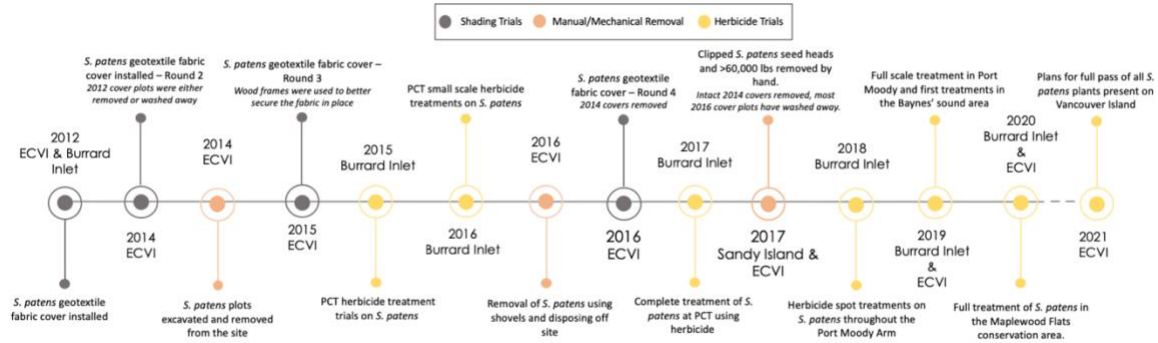 Shading Trials
Manual/Mechanical Removal
Herbicide Trials
S. patens geotextile fabric
cover installed – Round 2
2012 cover plots were either
removed or washed away
S. patens geotextile fabric cover –
Round 3
Wood frames were used to better
secure the fabric in place
PCT small scale herbicide
treatments on S. patens
S. patens geotextile
fabric cover – Round 4
2014 covers removed
Clipped S. patens seed heads
and >60,000 lbs removed by
hand.
Intact 2014 covers removed, most
2016 cover plots have washed away.
Full scale treatment in Port
Moody and first treatments in
the Baynes' sound area
Plans for full pass of all S.
patens plants present on
Vancouver Island
2012
ECVI & Burrard
Inlet
2014
ECVI
2014
ECVI
2015
ECVI
2015
Burrard Inlet
2016
Burrard Inlet
2016
ECVI
2016
ECVI
2017
Burrard Inlet
2017
Sandy Island &
ECVI
2018
Burrard Inlet
2019
Burrard Inlet
&
ECVI
2020
Burrard Inlet
&
ECVI
2021
ECVI
S. patens geotextile
fabric cover installed
S. patens plots
excavated and removed
from the site
PCT herbicide treatment
trials on S. patens
Removal of S. patens using
shovels and disposing off
site
Complete treatment of S.
patens at PCT using
herbicide
Herbicide spot treatments on
S. patens throughout the
Port Moody Arm
Full treatment of S. patens in
the Maplewood Flats
conservation area.